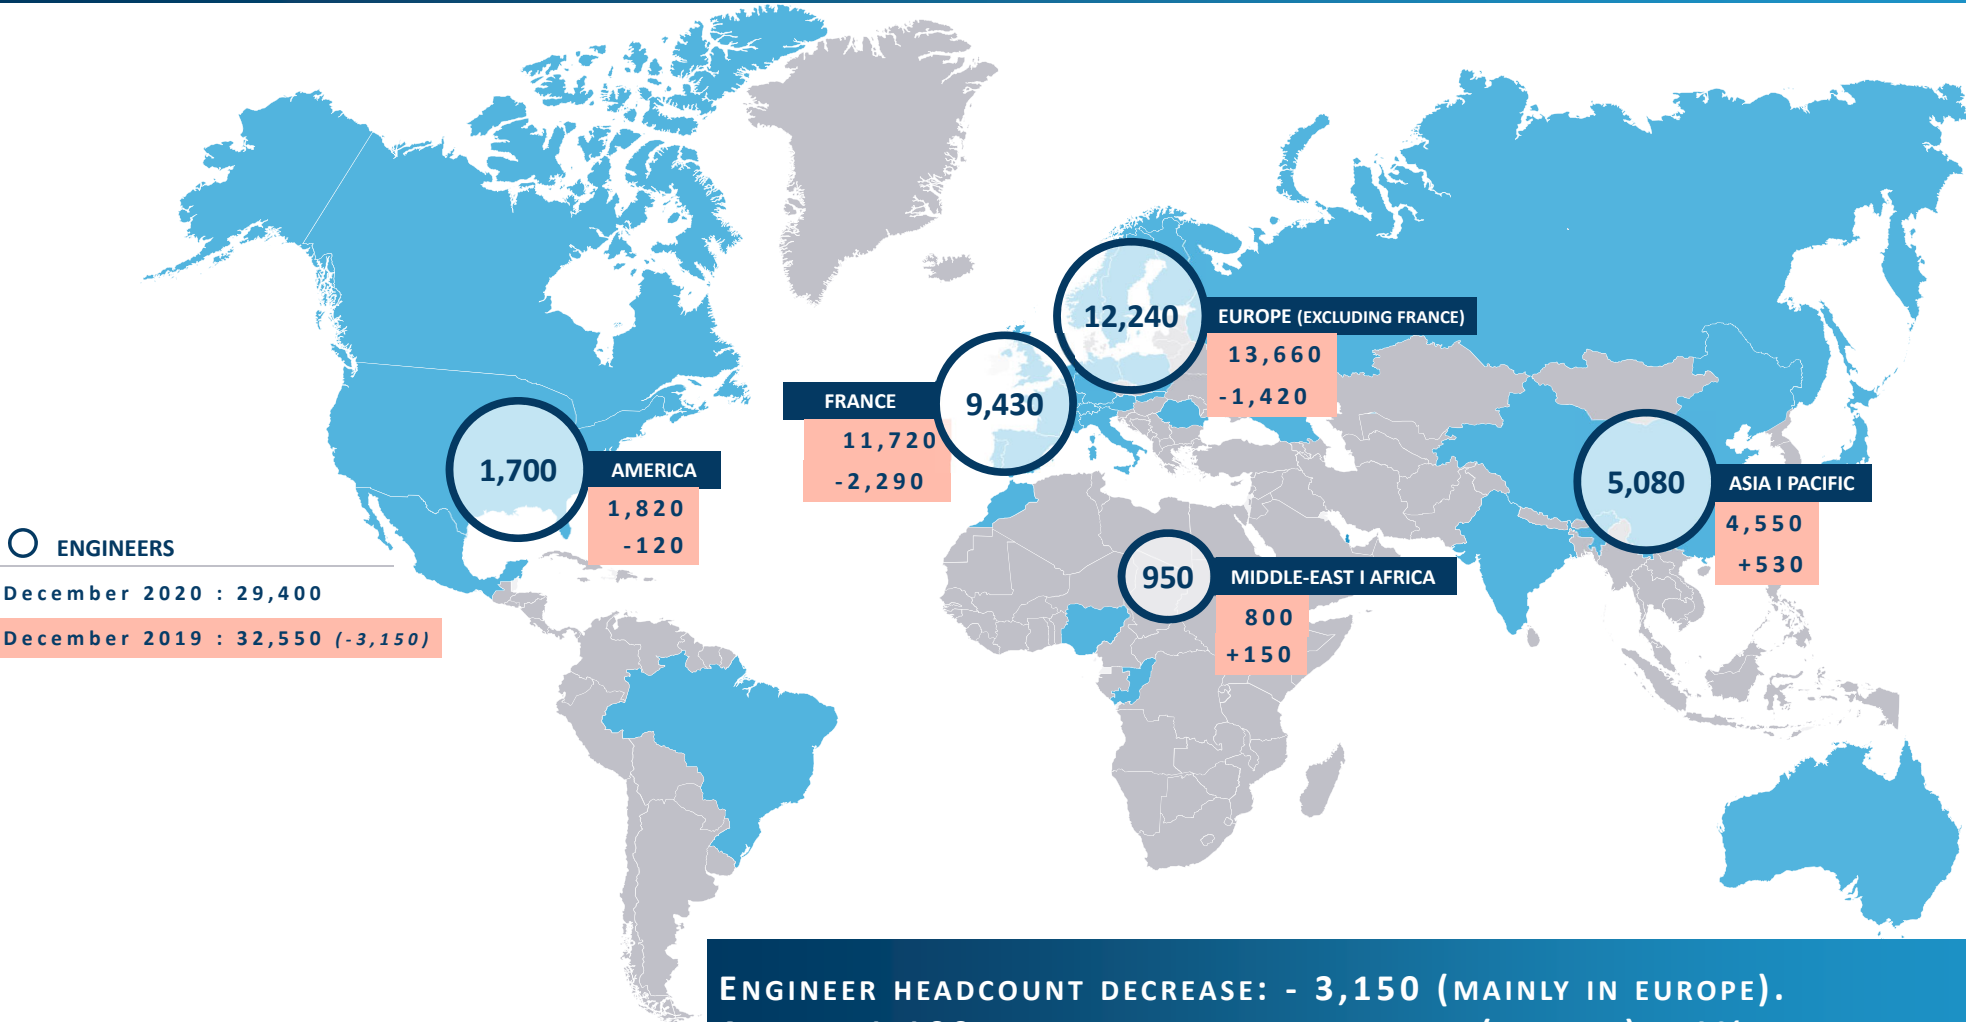 12,240
EUROPE (EXCLUDING FRANCE)
13,660
-1,420
FRANCE
9,430
11,720
-2,290
1,700
AMERICA
1,820
-120
5,080
ASIA I PACIFIC
4,550
+530
950
MIDDLE-EAST I AFRICA
800
+150
ENGINEERS
December 2020 : 29,400
December 2019 : 32,550 (-3,150)
ENGINEER HEADCOUNT DECREASE: - 3,150 (MAINLY IN EUROPE).